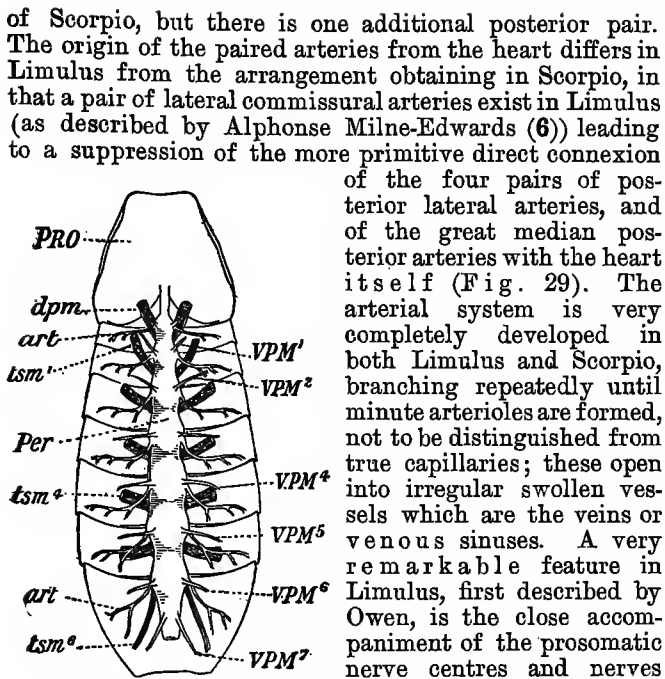 of Scorpio, but there is one additional posterior pair.
The origin of the paired arteries from the heart differs in
Limulus from the arrangement obtaining in Scorpio, in
that a pair of lateral commissural arteries exist in Limulus
(as described by Alphonse Milne-Edwards (6)) leading
to a suppression of the more primitive direct connexion
of the four pairs of pos-
terior lateral arteries, and
of the great median pos-
terior arteries with the heart
itself (Fig. 29). The
arterial system is very
completely developed in
both Limulus and Scorpio,
branching repeatedly until
minute arterioles are formed,
not to be distinguished from
true capillaries; these open
into irregular swollen ves-
sels which are the veins or
venous sinuses. A very
remarkable feature in
Limulus, first described by
Owen, is the close accom-
paniment of the prosomatic
nerve centres and nerves
PRO
dpm
art
tsm¹
Per
tsm⁴
art
tsm⁶
VPM¹
VPM²
VPM⁴
VPM⁵
VPM⁶
VPM⁷